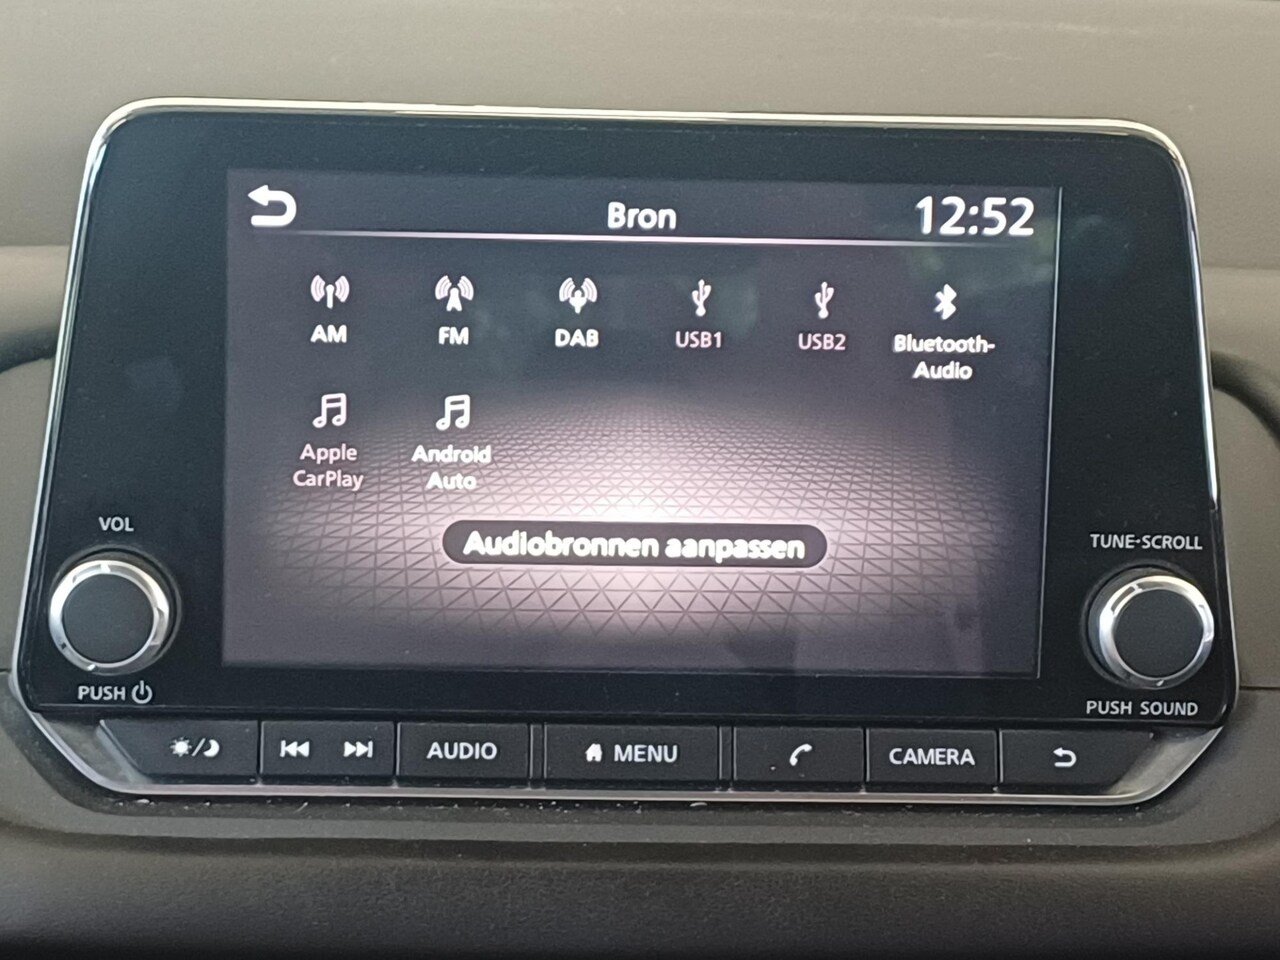 Bron 12:52
AM FM DAB USB1 USB2 Bluetooth-
Audio
Apple Android
CarPlay Auto
Audiobronnen aanpassen
VOL TUNE·SCROLL
PUSH PUSH SOUND
AUDIO MENU CAMERA